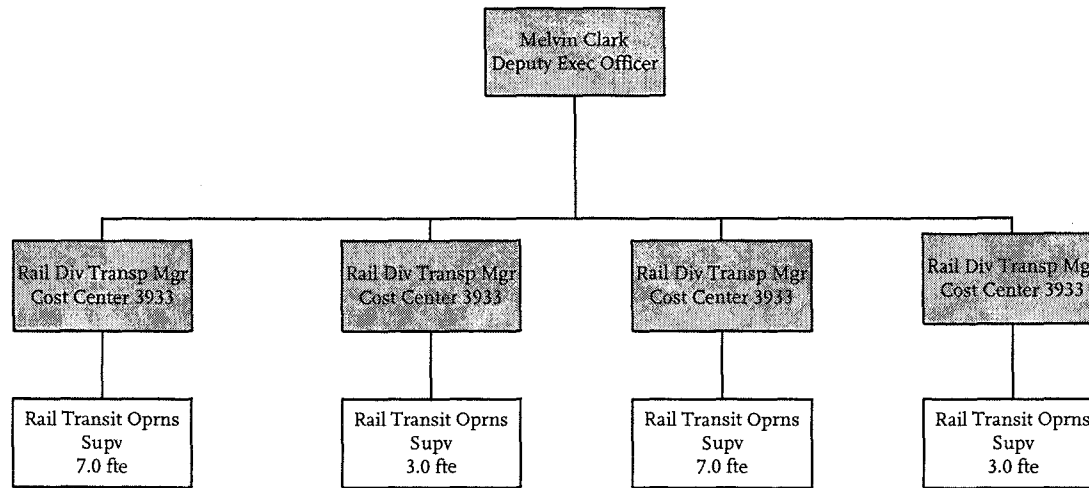 Melvin Clark
Deputy Exec Officer
Rail Div Transp Mgr
Cost Center 3933
Rail Div Transp Mgr
Cost Center 3933
Rail Div Transp Mgr
Cost Center 3933
Rail Div Transp Mgr
Cost Center 3933
Rail Transit Oprns
Supv
7.0 fte
Rail Transit Oprns
Supv
3.0 fte
Rail Transit Oprns
Supv
7.0 fte
Rail Transit Oprns
Supv
3.0 fte